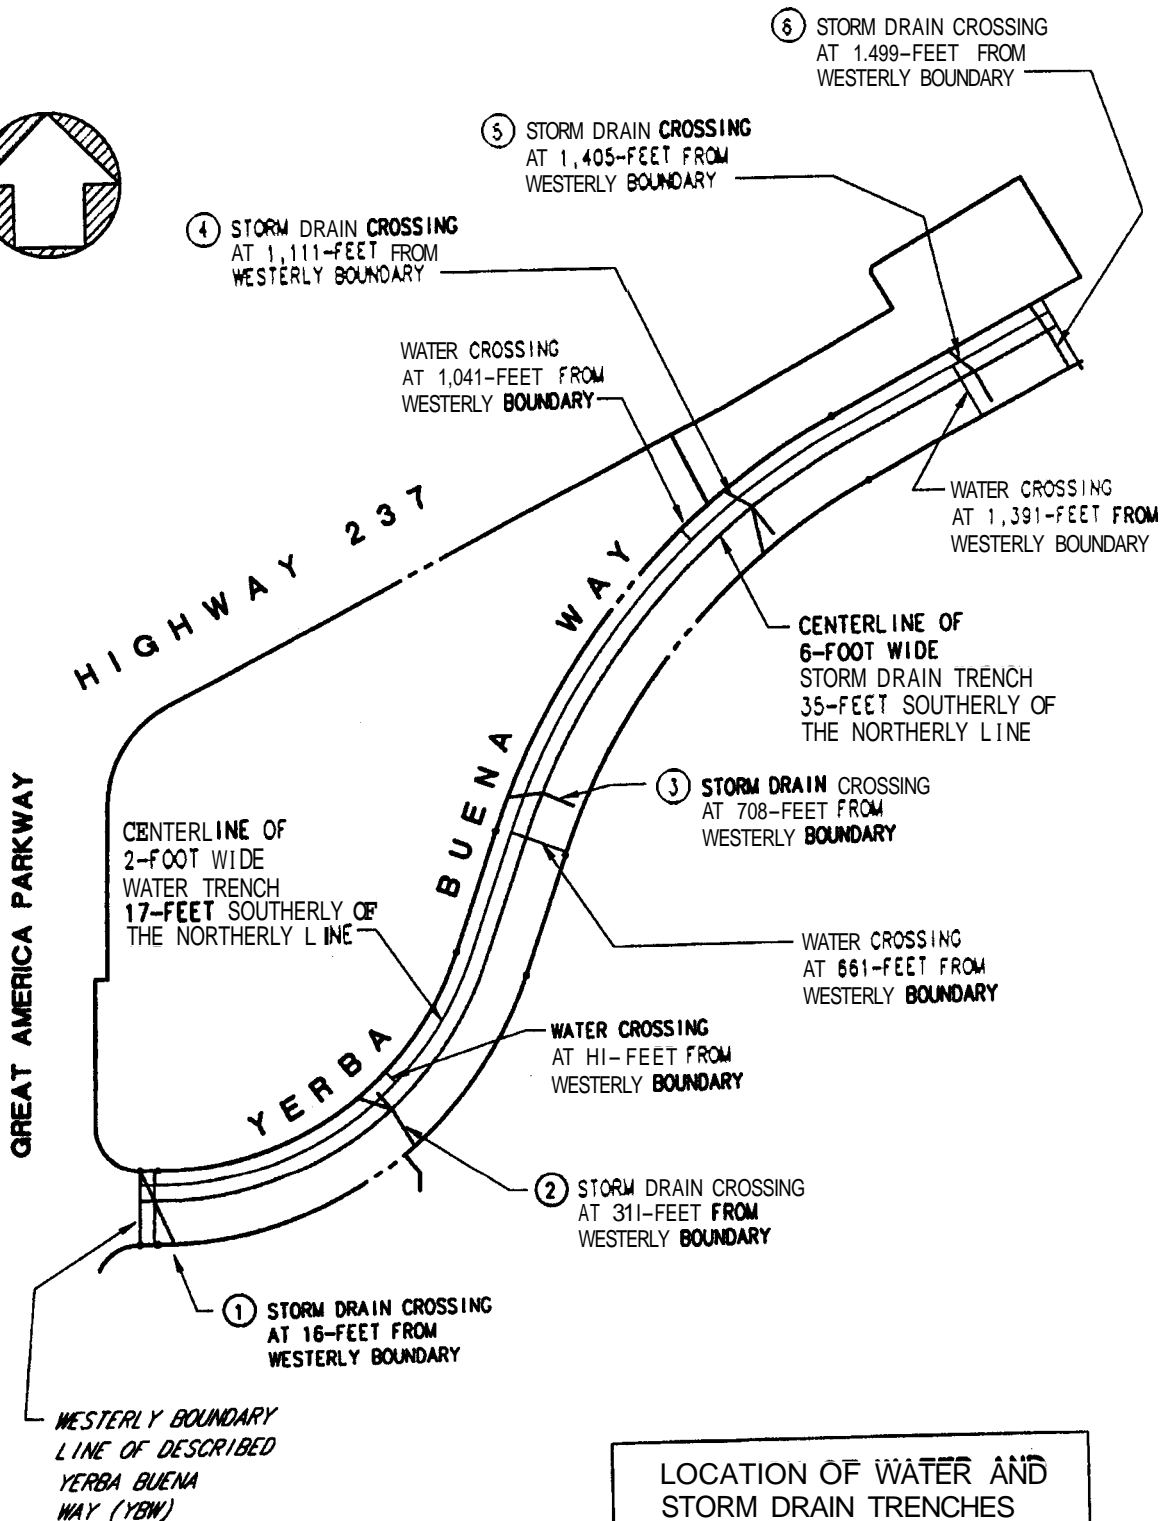 6 STORM DRAIN CROSSING
AT 1.499-FEET FROM
WESTERLY BOUNDARY
5 STORM DRAIN CROSSING
AT 1,405-FEET FROM
WESTERLY BOUNDARY
4 STORM DRAIN CROSSING
AT 1,111-FEET FROM
WESTERLY BOUNDARY
WATER CROSSING
AT 1,041-FEET FROM
WESTERLY BOUNDARY
WATER CROSSING
AT 1,391-FEET FROM
WESTERLY BOUNDARY
HIGHWAY 237
CENTERLINE OF
6-FOOT WIDE
STORM DRAIN TRENCH
35-FEET SOUTHERLY OF
THE NORTHERLY LINE
3 STORM DRAIN CROSSING
AT 708-FEET FROM
WESTERLY BOUNDARY
GREAT AMERICA PARKWAY
CENTERLINE OF
2-FOOT WIDE
WATER TRENCH
17-FEET SOUTHERLY OF
THE NORTHERLY LINE
YERBA BUENA WAY
WATER CROSSING
AT 661-FEET FROM
WESTERLY BOUNDARY
WATER CROSSING
AT HI-FEET FROM
WESTERLY BOUNDARY
2 STORM DRAIN CROSSING
AT 31I-FEET FROM
WESTERLY BOUNDARY
1 STORM DRAIN CROSSING
AT 16-FEET FROM
WESTERLY BOUNDARY
WESTERLY BOUNDARY
LINE OF DESCRIBED
YERBA BUENA
WAY (YBW)
LOCATION OF WATER AND
STORM DRAIN TRENCHES